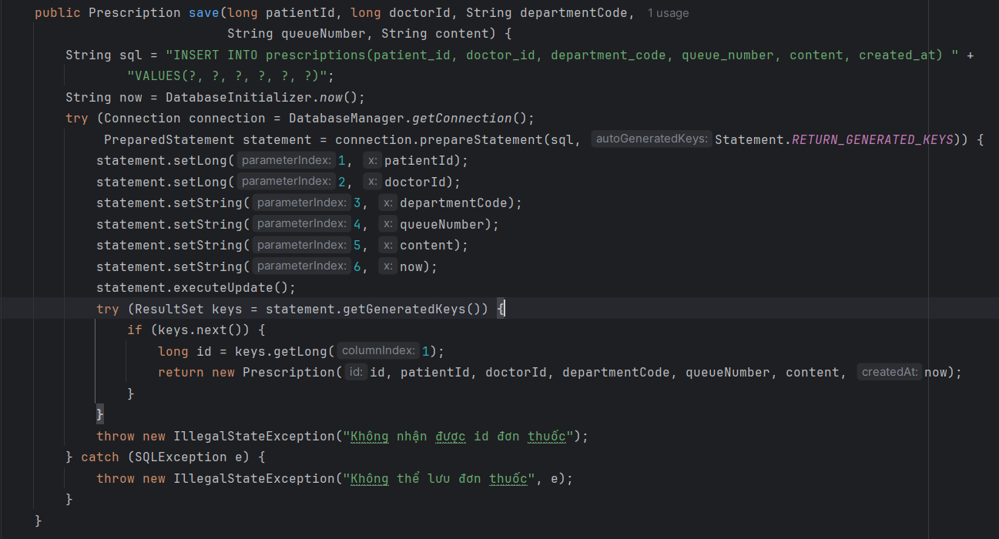 public Prescription save(long patientId, long doctorId, String departmentCode, 1 usage
String queueNumber, String content) {
String sql = "INSERT INTO prescriptions(patient_id, doctor_id, department_code, queue_number, content, created_at) " +
"VALUES(?, ?, ?, ?, ?, ?)";
String now = DatabaseInitializer.now();
try (Connection connection = DatabaseManager.getConnection();
PreparedStatement statement = connection.prepareStatement(sql, autoGeneratedKeys: Statement.RETURN_GENERATED_KEYS)) {
statement.setLong( parameterIndex: 1, x: patientId);
statement.setLong( parameterIndex: 2, x: doctorId);
statement.setString( parameterIndex: 3, x: departmentCode);
statement.setString( parameterIndex: 4, x: queueNumber);
statement.setString( parameterIndex: 5, x: content);
statement.setString( parameterIndex: 6, x: now);
statement.executeUpdate();
try (ResultSet keys = statement.getGeneratedKeys()) {
if (keys.next()) {
long id = keys.getLong( columnIndex: 1);
return new Prescription( id: id, patientId, doctorId, departmentCode, queueNumber, content, createdAt: now);
}
}
throw new IllegalStateException("Không nhận được id đơn thuốc");
} catch (SQLException e) {
throw new IllegalStateException("Không thể lưu đơn thuốc", e);
}
}